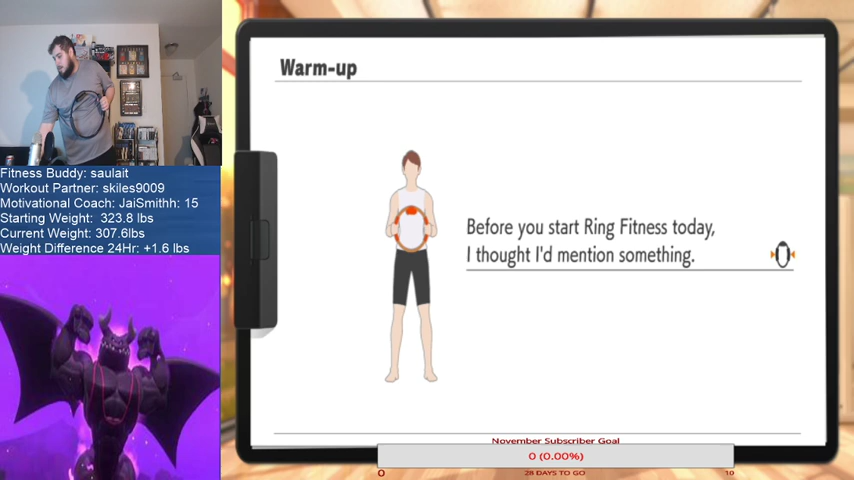 Warm-up
Before you start Ring Fitness today,
I thought I'd mention something.
Fitness Buddy: saulait
Workout Partner: skiles9009
Motivational Coach: JaiSmithh: 15
Starting Weight: 323.8 lbs
Current Weight: 307.6lbs
Weight Difference 24Hr: +1.6 lbs
November Subscriber Goal
0 (0.00%)
0
28 DAYS TO GO
10